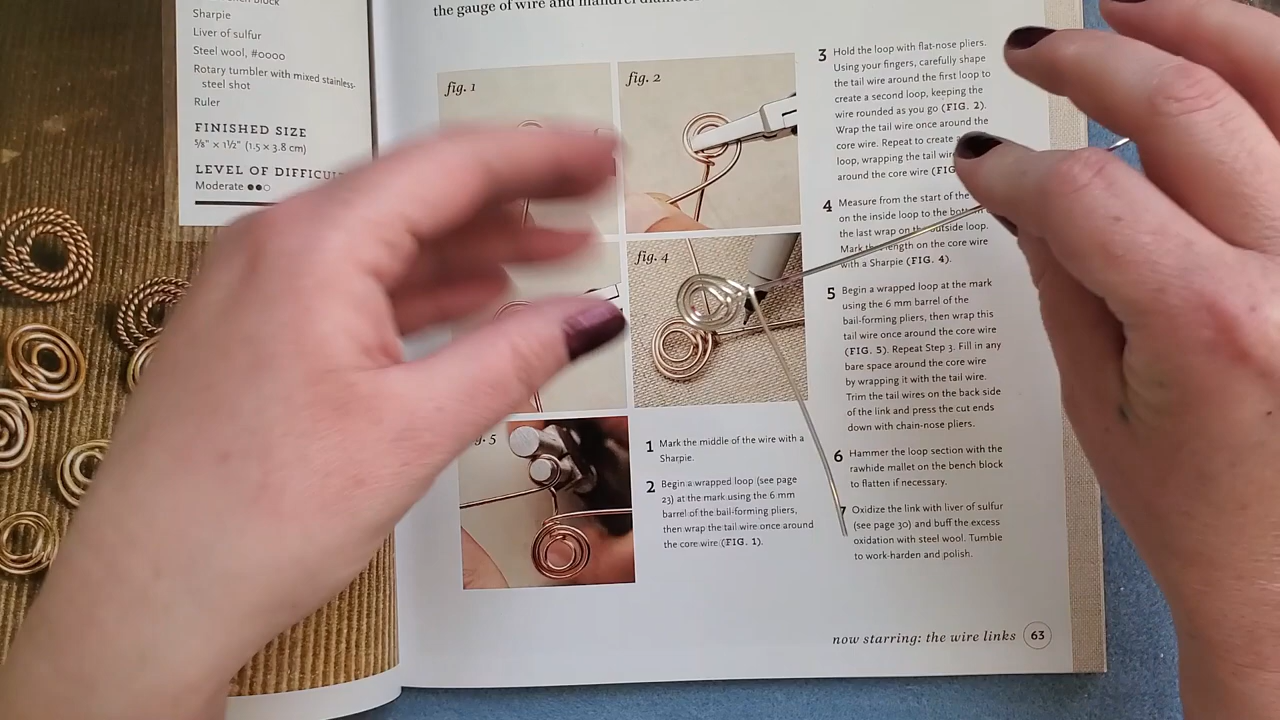 Sharpie
Liver of sulfur
Steel wool, #0000
Rotary tumbler with mixed stainless-
steel shot
Ruler
FINISHED SIZE
⅝" × 1½" (1.5 × 3.8 cm)
LEVEL OF
Moderate ●●○
the gauge of wire and mandrel
fig. 1
fig. 2
fig. 4
5
1 Mark the middle of the wire with a
Sharpie.
2 Begin a wrapped loop (see page
23) at the mark using the 6 mm
barrel of the bail-forming pliers,
then wrap the tail wire once around
the core wire (FIG. 1).
3 Hold the loop with flat-nose pliers.
Using your fingers, carefully shape
the tail wire around the first loop to
create a second loop, keeping the
wire rounded as you go (FIG. 2).
Wrap the tail wire once around the
core wire. Repeat to create a
loop, wrapping the tail
around the core wire
4 Measure from the start of the
on the inside loop to the
the last wrap on the outside loop.
Mark length on the core wire
with a Sharpie (FIG. 4).
5 Begin a wrapped loop at the mark
using the 6 mm barrel of the
bail-forming pliers, then wrap this
tail wire once around the core wire
(FIG. 5). Repeat Step 3. Fill in any
bare space around the core wire
by wrapping it with the tail wire.
Trim the tail wires on the back side
of the link and press the cut ends
down with chain-nose pliers.
6 Hammer the loop section with the
rawhide mallet on the bench block
to flatten if necessary.
7 Oxidize the link with liver of sulfur
(see page 30) and buff the excess
oxidation with steel wool. Tumble
to work-harden and polish.
now starring: the wire links 63